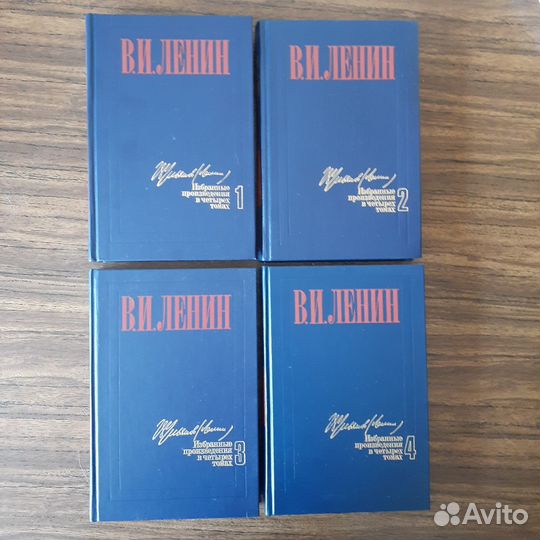 В.И.ЛЕНИН
Избранные
произведения
в четырех
томах
1
В.И.ЛЕНИН
Избранные
произведения
в четырех
томах
2
В.И.ЛЕНИН
Избранные
произведения
в четырех
томах
3
В.И.ЛЕНИН
Избранные
произведения
в четырех
томах
4
Avito